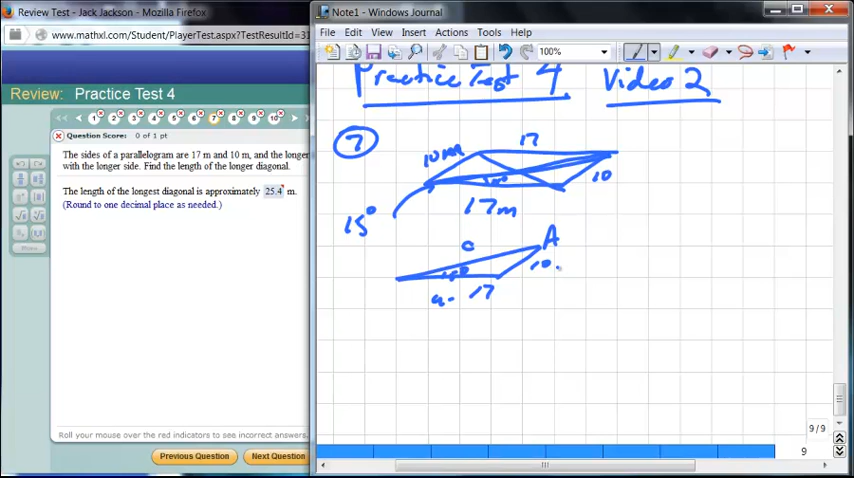 Review Test - Jack Jackson - Mozilla Firefox
www.mathxl.com/Student/PlayerTest.aspx?TestResultId=31
Review: Practice Test 4
1 2 3 4 5 6 7 8 9 10
Question Score: 0 of 1 pt
The sides of a parallelogram are 17 m and 10 m, and the longer
with the longer side. Find the length of the longer diagonal.
The length of the longest diagonal is approximately 25.4 m.
(Round to one decimal place as needed.)
More
Roll your mouse over the red indicators to see incorrect answers.
Previous Question
Next Question
Note1 - Windows Journal
File Edit View Insert Actions Tools Help
100%
Practice Test 4 Video 2
7
10m
17
15°
10
17m
15°
c
A
15°
10.
a. 17
9/9
9